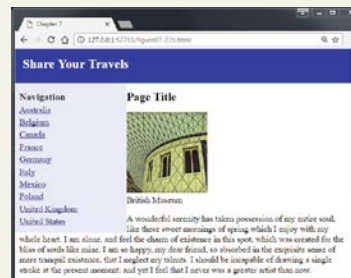 Chapter 7
127.0.0.1:57763/figure07-22b.html
Share Your Travels
Navigation
Australia
Belgium
Canada
France
Germany
Italy
Mexico
Poland
United Kingdom
United States
Page Title
British Museum
A wonderful serenity has taken possession of my entire soul,
like these sweet mornings of spring which I enjoy with my
whole heart. I am alone, and feel the charm of existence in this spot, which was created for the
bliss of souls like mine. I am so happy, my dear friend, so absorbed in the exquisite sense of
mere tranquil existence, that I neglect my talents. I should be incapable of drawing a single
stroke at the present moment; and yet I feel that I never was a greater artist than now.